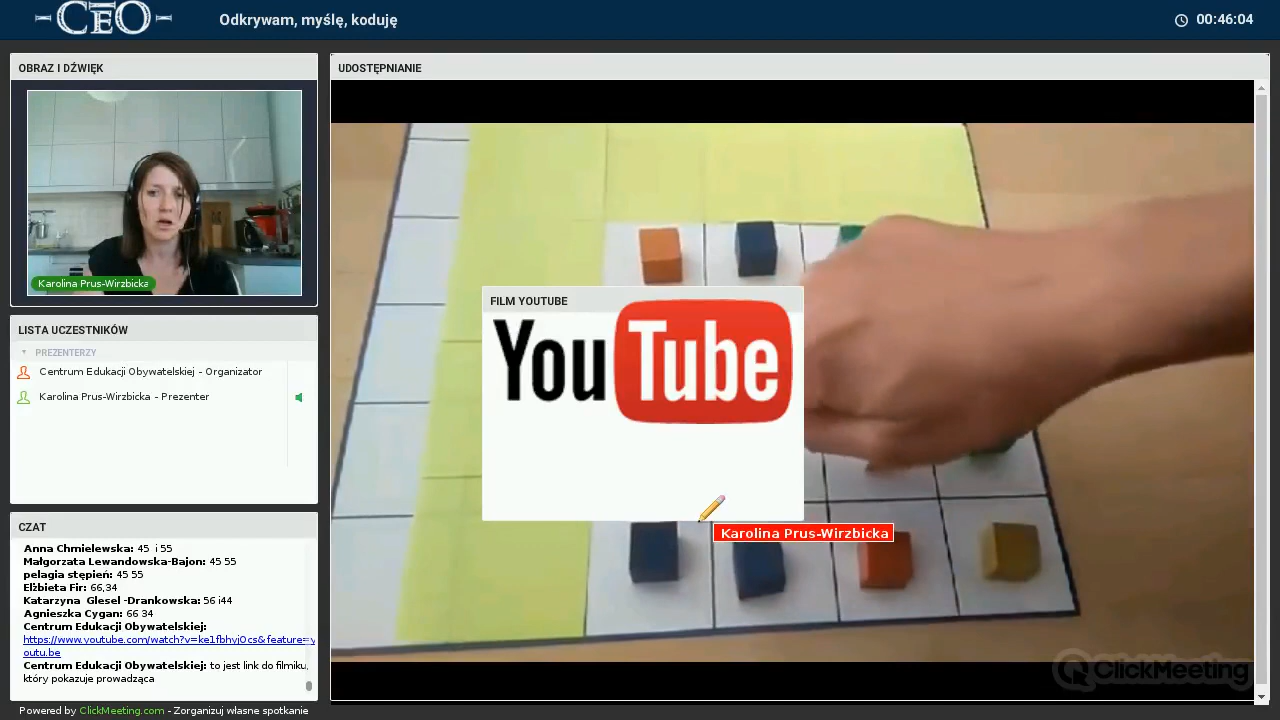 CEO
Odkrywam, myślę, koduję
00:46:04
OBRAZ I DŹWIĘK
Karolina Prus-Wirzbicka
LISTA UCZESTNIKÓW
PREZENTERZY
Centrum Edukacji Obywatelskiej - Organizator
Karolina Prus-Wirzbicka - Prezenter
CZAT
Anna Chmielewska: 45 i 55
Małgorzata Lewandowska-Bajon: 45 55
pelagia stępień: 45 55
Elżbieta Fir: 66,34
Katarzyna Glesel -Drankowska: 56 i44
Agnieszka Cygan: 66 34
Centrum Edukacji Obywatelskiej:
https://www.youtube.com/watch?v=ke1fbhyj0cs&feature=y
outu.be
Centrum Edukacji Obywatelskiej: to jest link do filmiku,
który pokazuje prowadząca
Powered by ClickMeeting.com - Zorganizuj własne spotkanie
UDOSTĘPNIANIE
FILM YOUTUBE
YouTube
Karolina Prus-Wirzbicka
ClickMeeting